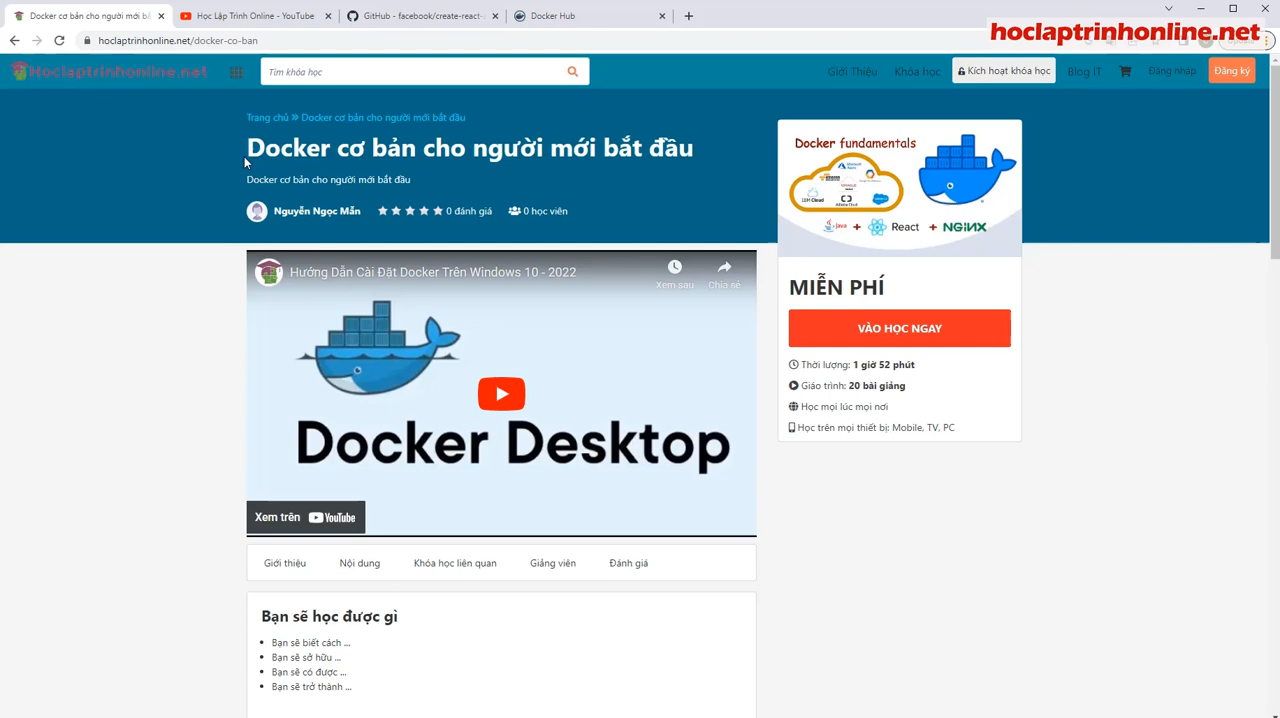 Docker cơ bản cho người mới bắ
Học Lập Trình Online - YouTube
GitHub - facebook/create-react-
Docker Hub
hoclaptrinhonline.net/docker-co-ban
hoclaptrinhonline.net
Hoclaptrinhonline.net
Tìm khóa học
Giới Thiệu
Khóa học
Kích hoạt khóa học
Blog IT
Đăng nhập
Đăng ký
Trang chủ » Docker cơ bản cho người mới bắt đầu
Docker cơ bản cho người mới bắt đầu
Docker cơ bản cho người mới bắt đầu
Nguyễn Ngọc Mẫn
0 đánh giá
0 học viên
Docker fundamentals
Java + React + NGINX
Hướng Dẫn Cài Đặt Docker Trên Windows 10 - 2022
Xem sau
Chia sẻ
Docker Desktop
Xem trên YouTube
MIỄN PHÍ
VÀO HỌC NGAY
Thời lượng: 1 giờ 52 phút
Giáo trình: 20 bài giảng
Học mọi lúc mọi nơi
Học trên mọi thiết bị: Mobile, TV, PC
Giới thiệu
Nội dung
Khóa học liên quan
Giảng viên
Đánh giá
Bạn sẽ học được gì
Bạn sẽ biết cách ...
Bạn sẽ sở hữu ...
Bạn sẽ có được ...
Bạn sẽ trở thành ...